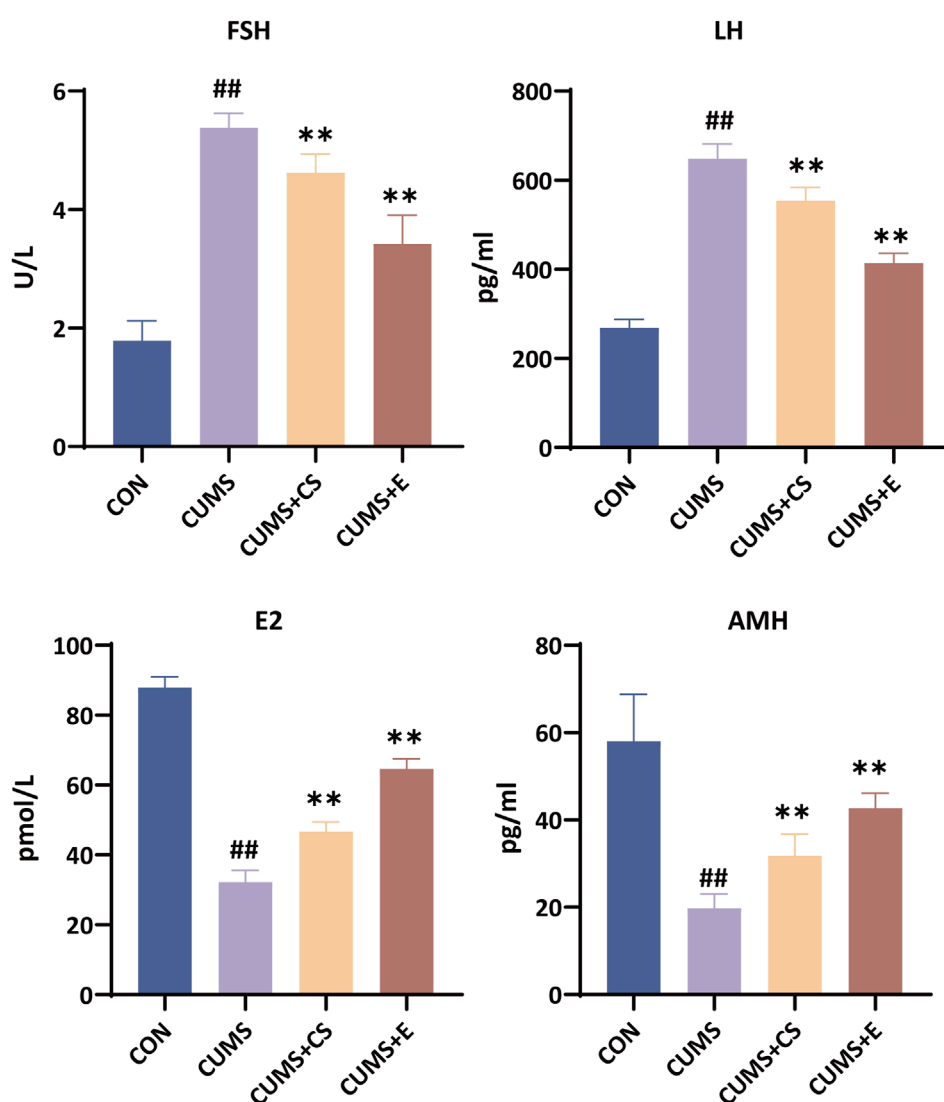 FSH
U/L
6
4
2
0
##
**
**
CON
CUMS
CUMS+CS
CUMS+E
LH
pg/ml
800
600
400
200
0
##
**
**
CON
CUMS
CUMS+CS
CUMS+E
E2
pmol/L
100
80
60
40
20
0
##
**
**
CON
CUMS
CUMS+CS
CUMS+E
AMH
pg/ml
80
60
40
20
0
##
**
**
CON
CUMS
CUMS+CS
CUMS+E